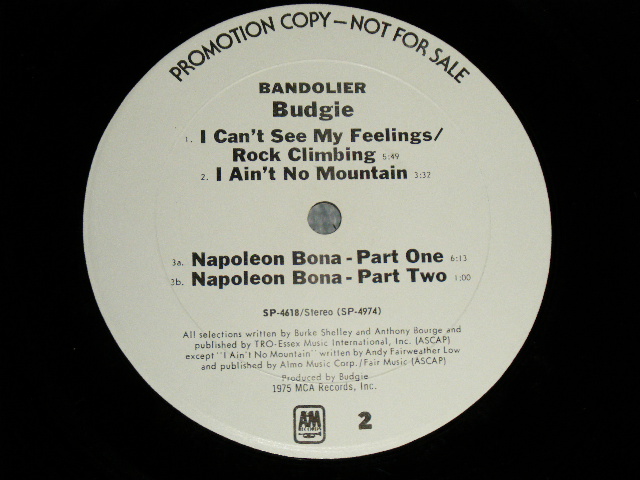 PROMOTION COPY — NOT FOR SALE
BANDOLIER
Budgie
1. I Can't See My Feelings/
Rock Climbing 5:49
2. I Ain't No Mountain 3:32
3a. Napoleon Bona - Part One 6:13
3b. Napoleon Bona - Part Two 1:00
SP-4618/Stereo (SP-4974)
All selections written by Burke Shelley and Anthony Bourge and
published by TRO-Essex Music International, Inc. (ASCAP)
except "I Ain't No Mountain" written by Andy Fairweather Low
and published by Almo Music Corp./Fair Music (ASCAP)
Produced by Budgie
1975 MCA Records, Inc.
A&M
RECORDS
2